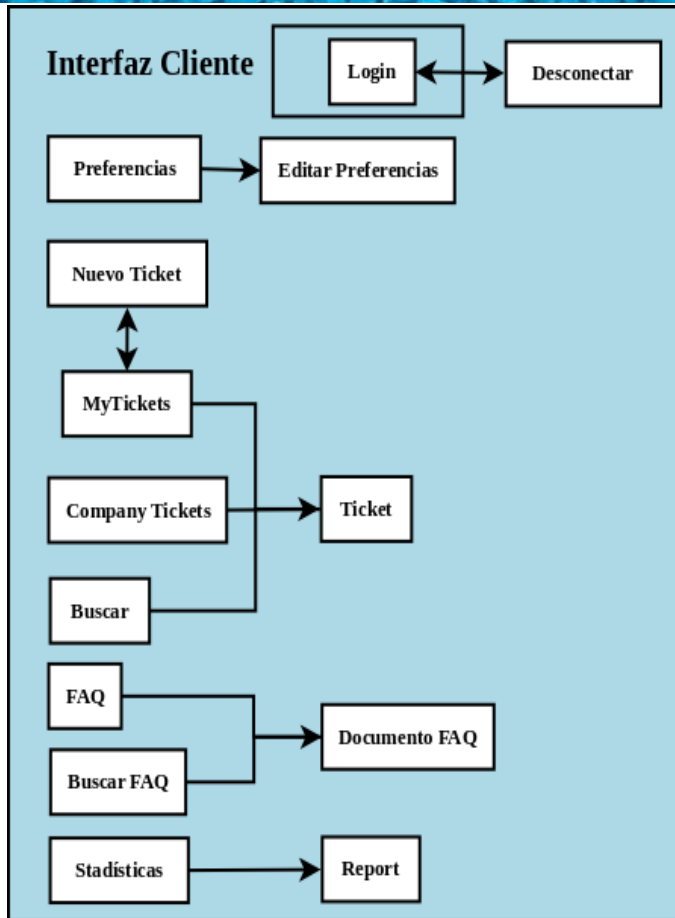 Interfaz Cliente
Login
Desconectar
Preferencias
Editar Preferencias
Nuevo Ticket
MyTickets
Company Tickets
Ticket
Buscar
FAQ
Documento FAQ
Buscar FAQ
Stadísticas
Report